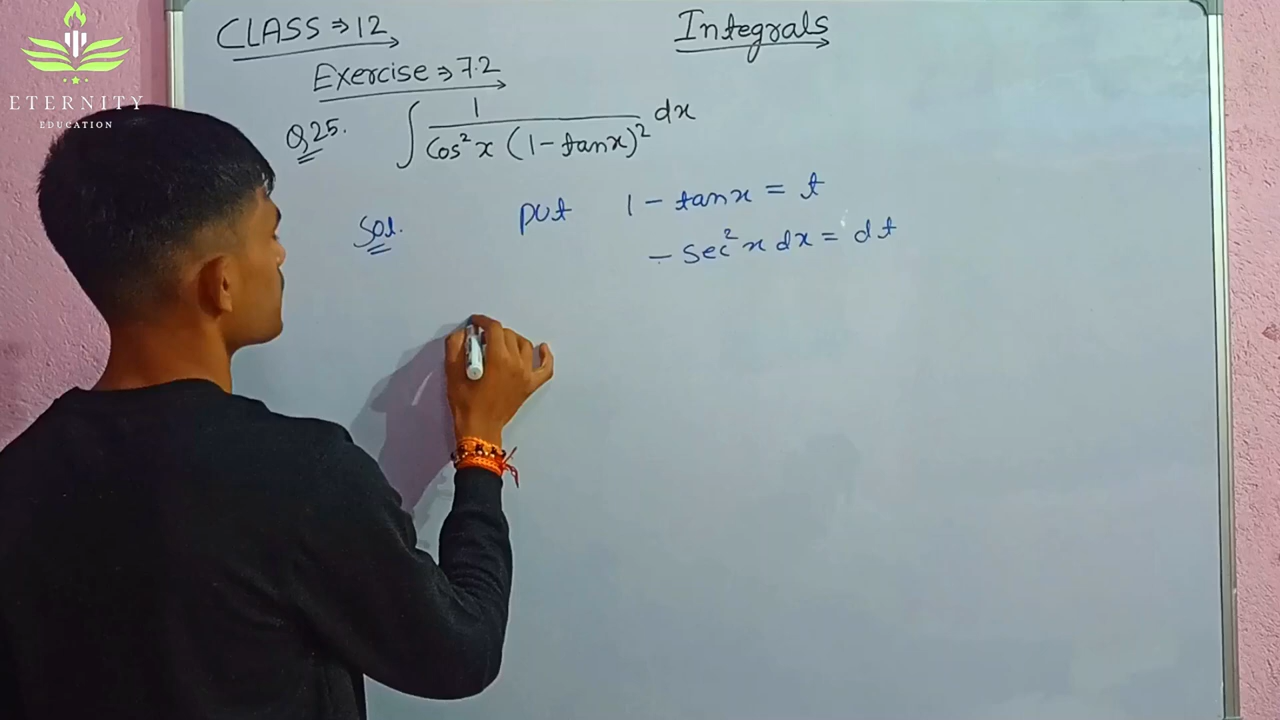 ETERNITY
EDUCATION
CLASS ⇒ 12
Integrals
Exercise ⇒ 7.2
Q25. ∫ 1/(Cos²x (1-tanx)²) dx
Sol. put 1 - tanx = t
- Sec²x dx = dt